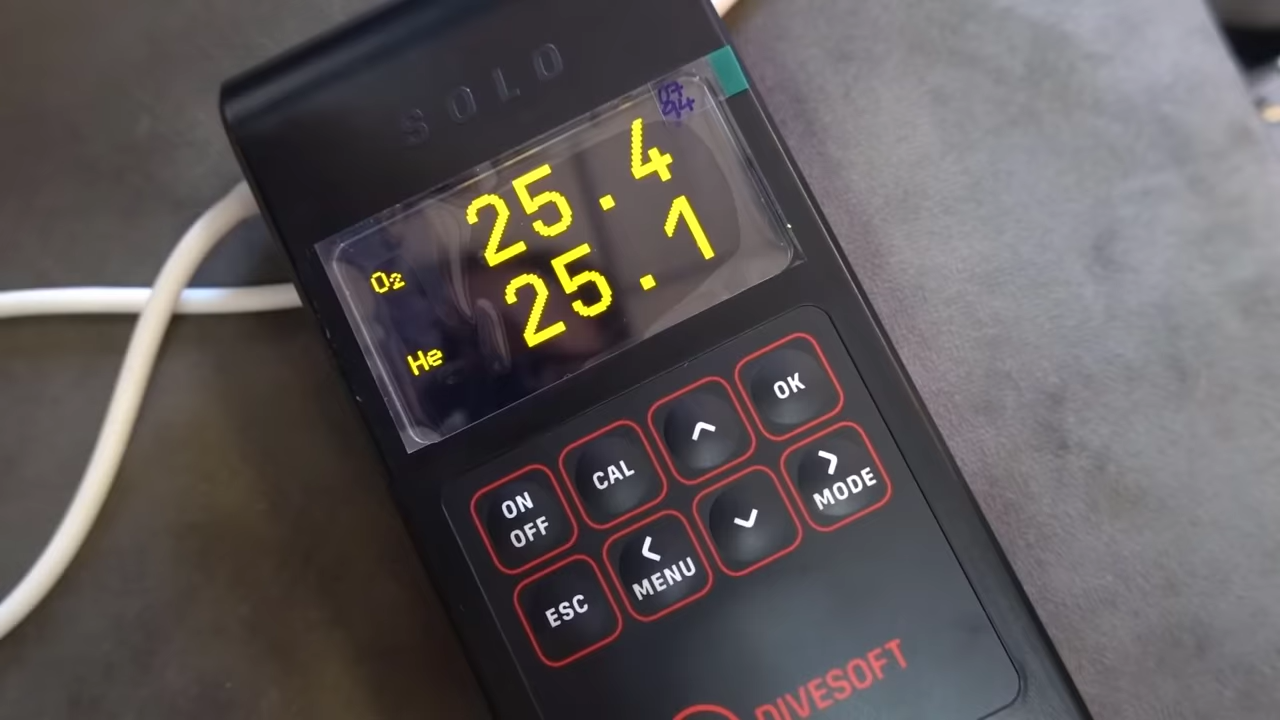 SOLO
O2 25.4
He 25.1
ON OFF
CAL
^
OK
ESC
< MENU
⌄
> MODE
DIVESOFT